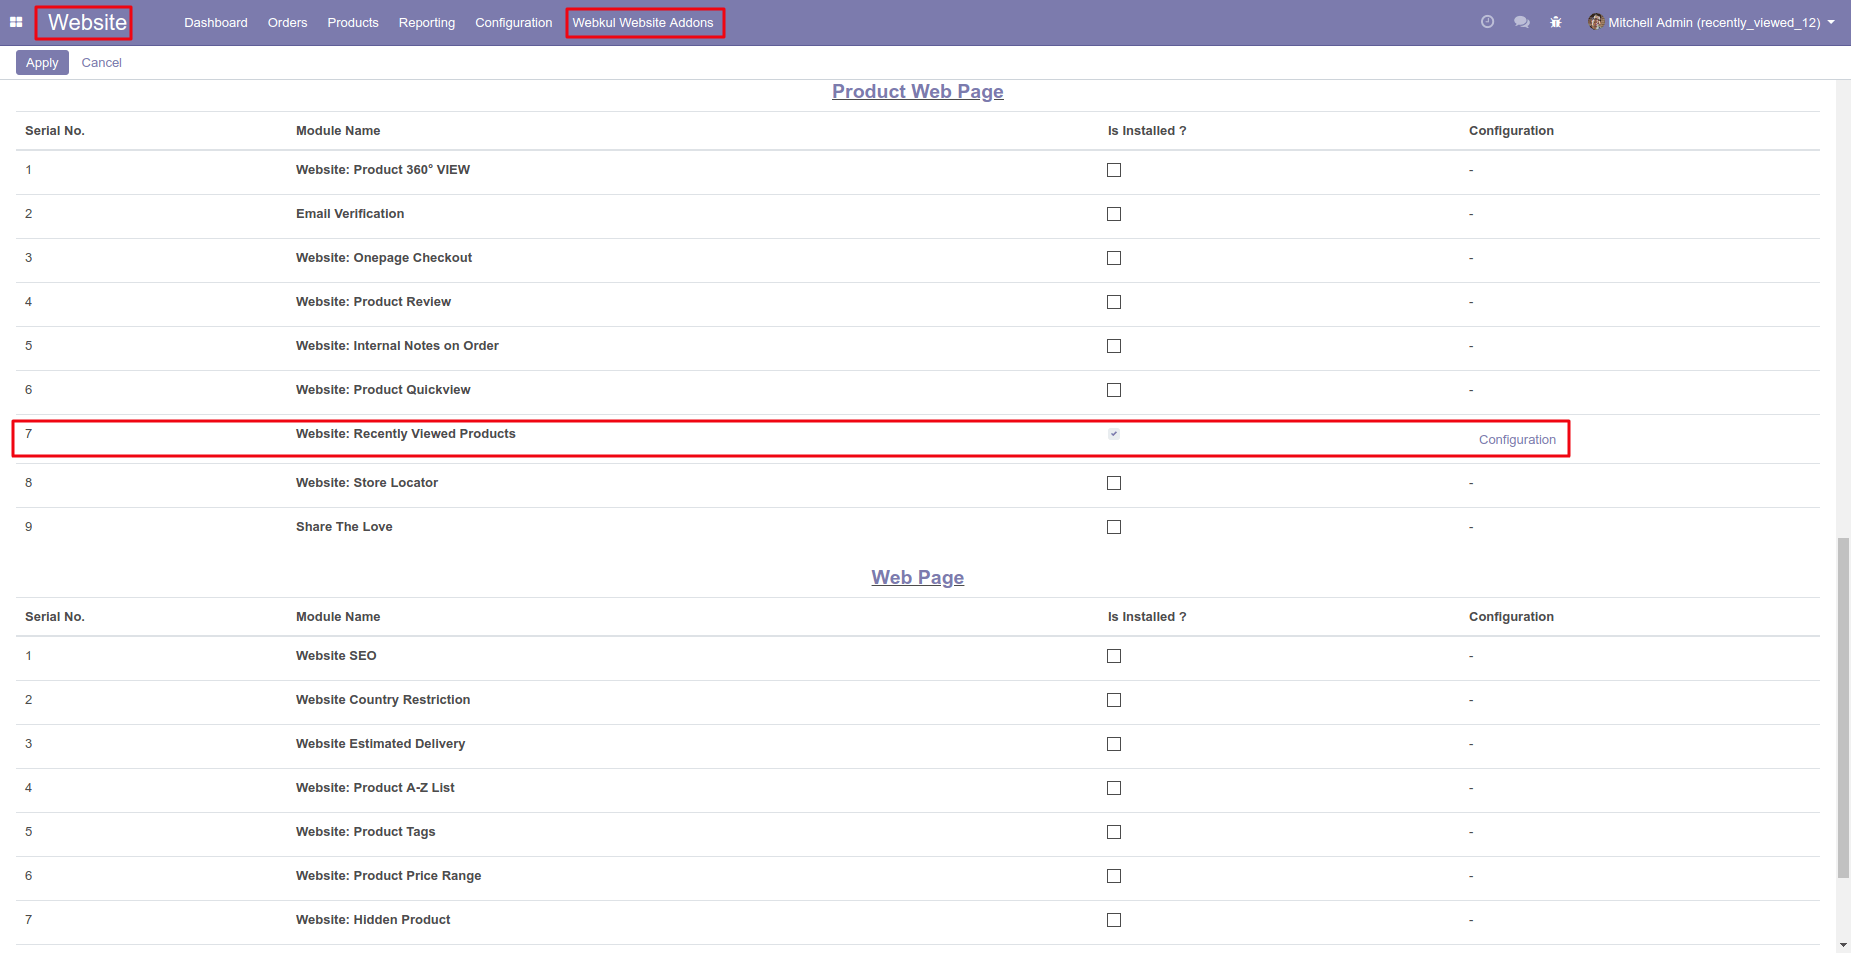 Website Dashboard Orders Products Reporting Configuration Webkul Website Addons Mitchell Admin (recently_viewed_12)
Apply Cancel
Product Web Page
Serial No. Module Name Is Installed ? Configuration
1 Website: Product 360° VIEW -
2 Email Verification -
3 Website: Onepage Checkout -
4 Website: Product Review -
5 Website: Internal Notes on Order -
6 Website: Product Quickview -
7 Website: Recently Viewed Products Configuration
8 Website: Store Locator -
9 Share The Love -
Web Page
Serial No. Module Name Is Installed ? Configuration
1 Website SEO -
2 Website Country Restriction -
3 Website Estimated Delivery -
4 Website: Product A-Z List -
5 Website: Product Tags -
6 Website: Product Price Range -
7 Website: Hidden Product -